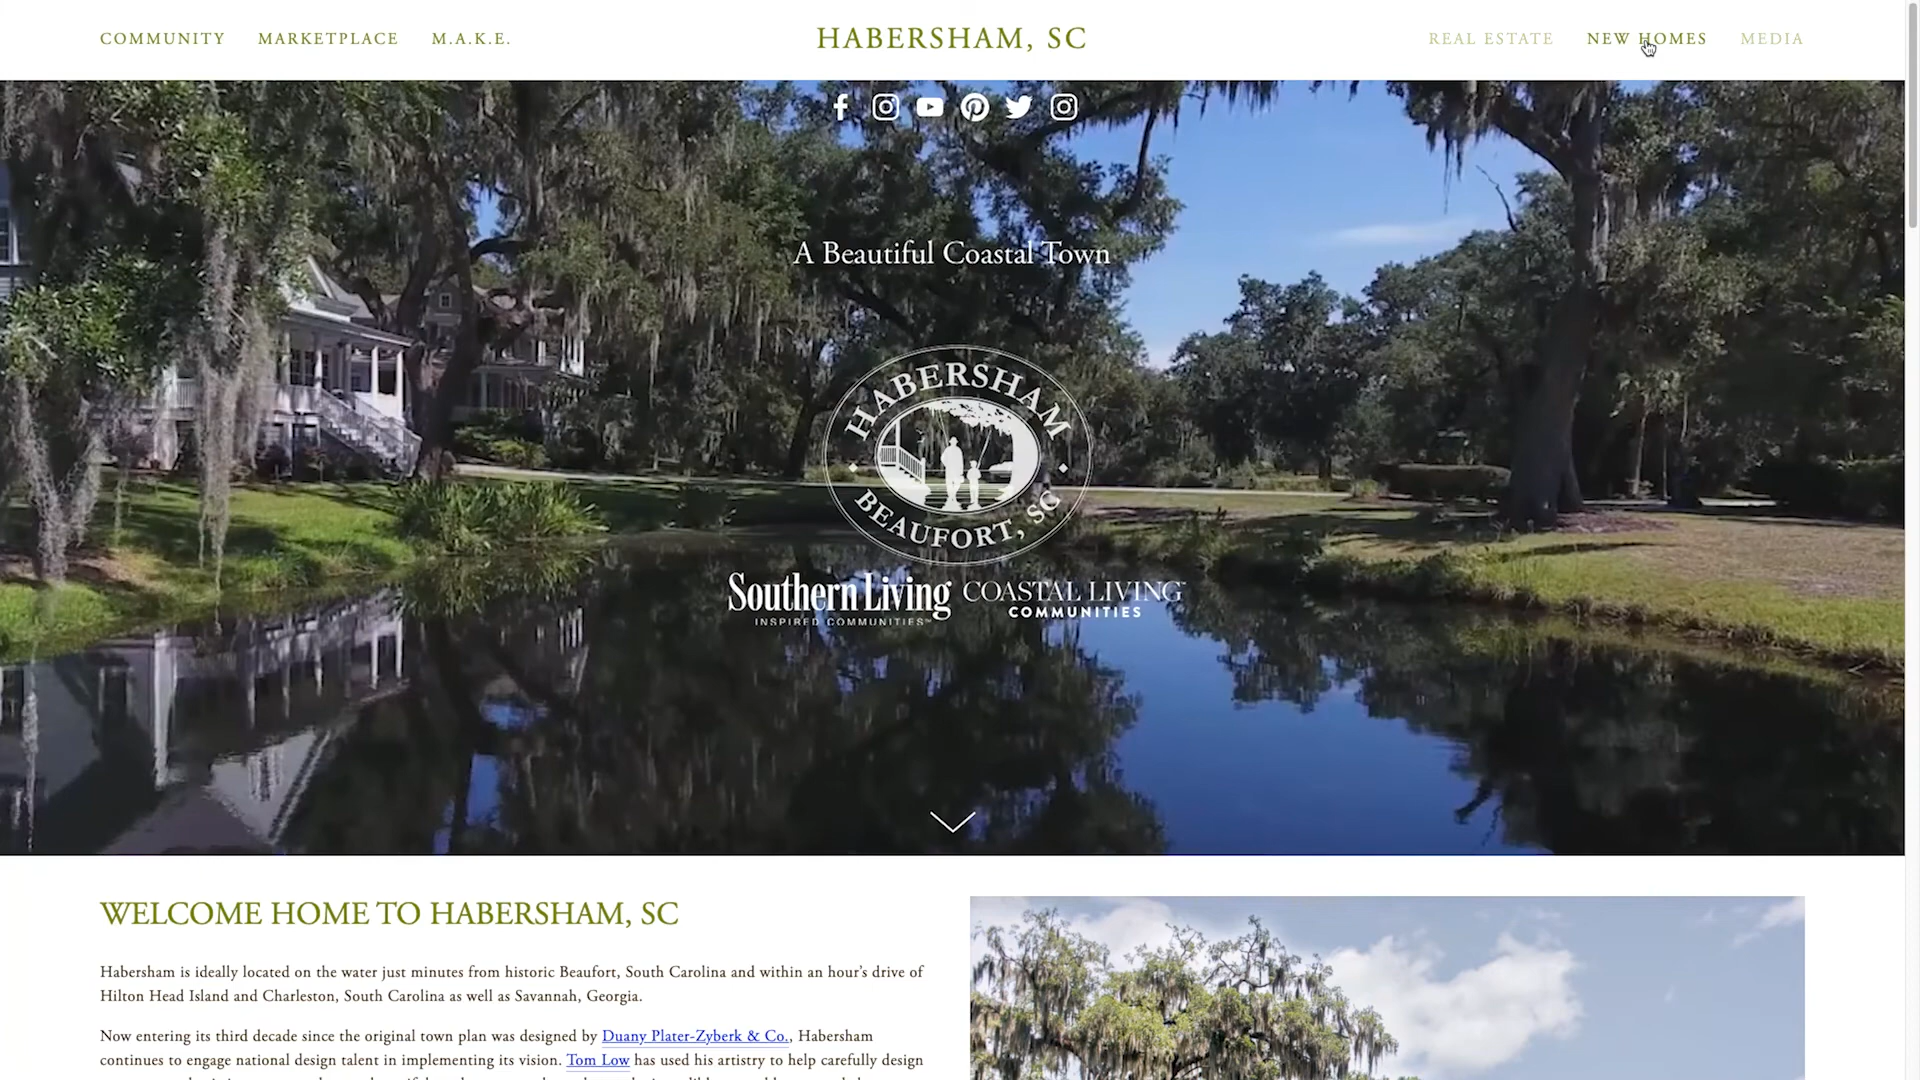 COMMUNITY MARKETPLACE M.A.K.E. HABERSHAM, SC REAL ESTATE NEW HOMES MEDIA
A Beautiful Coastal Town
HABERSHAM
BEAUFORT, SC
Southern Living COASTAL LIVING
INSPIRED COMMUNITIES™ COMMUNITIES
WELCOME HOME TO HABERSHAM, SC
Habersham is ideally located on the water just minutes from historic Beaufort, South Carolina and within an hour’s drive of
Hilton Head Island and Charleston, South Carolina as well as Savannah, Georgia.
Now entering its third decade since the original town plan was designed by Duany Plater-Zyberk & Co., Habersham
continues to engage national design talent in implementing its vision. Tom Low has used his artistry to help carefully design